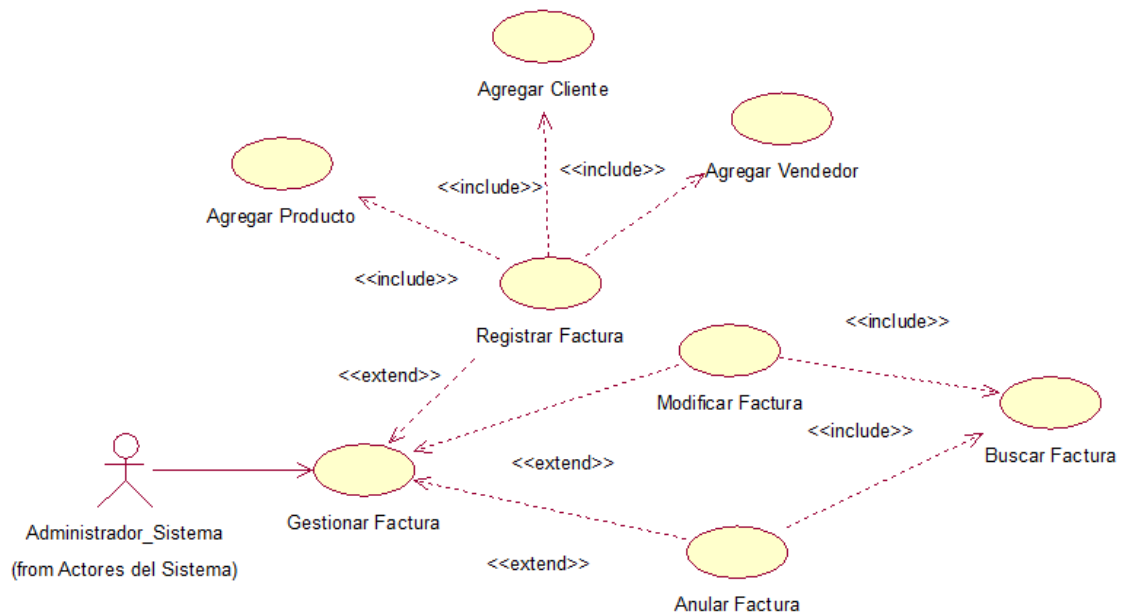 Agregar Cliente
Agregar Vendedor
<<include>>
<<include>>
Agregar Producto
<<include>>
Registrar Factura
<<include>>
<<extend>>
Modificar Factura
<<include>>
Buscar Factura
<<extend>>
Gestionar Factura
Administrador_Sistema
(from Actores del Sistema)
<<extend>>
Anular Factura